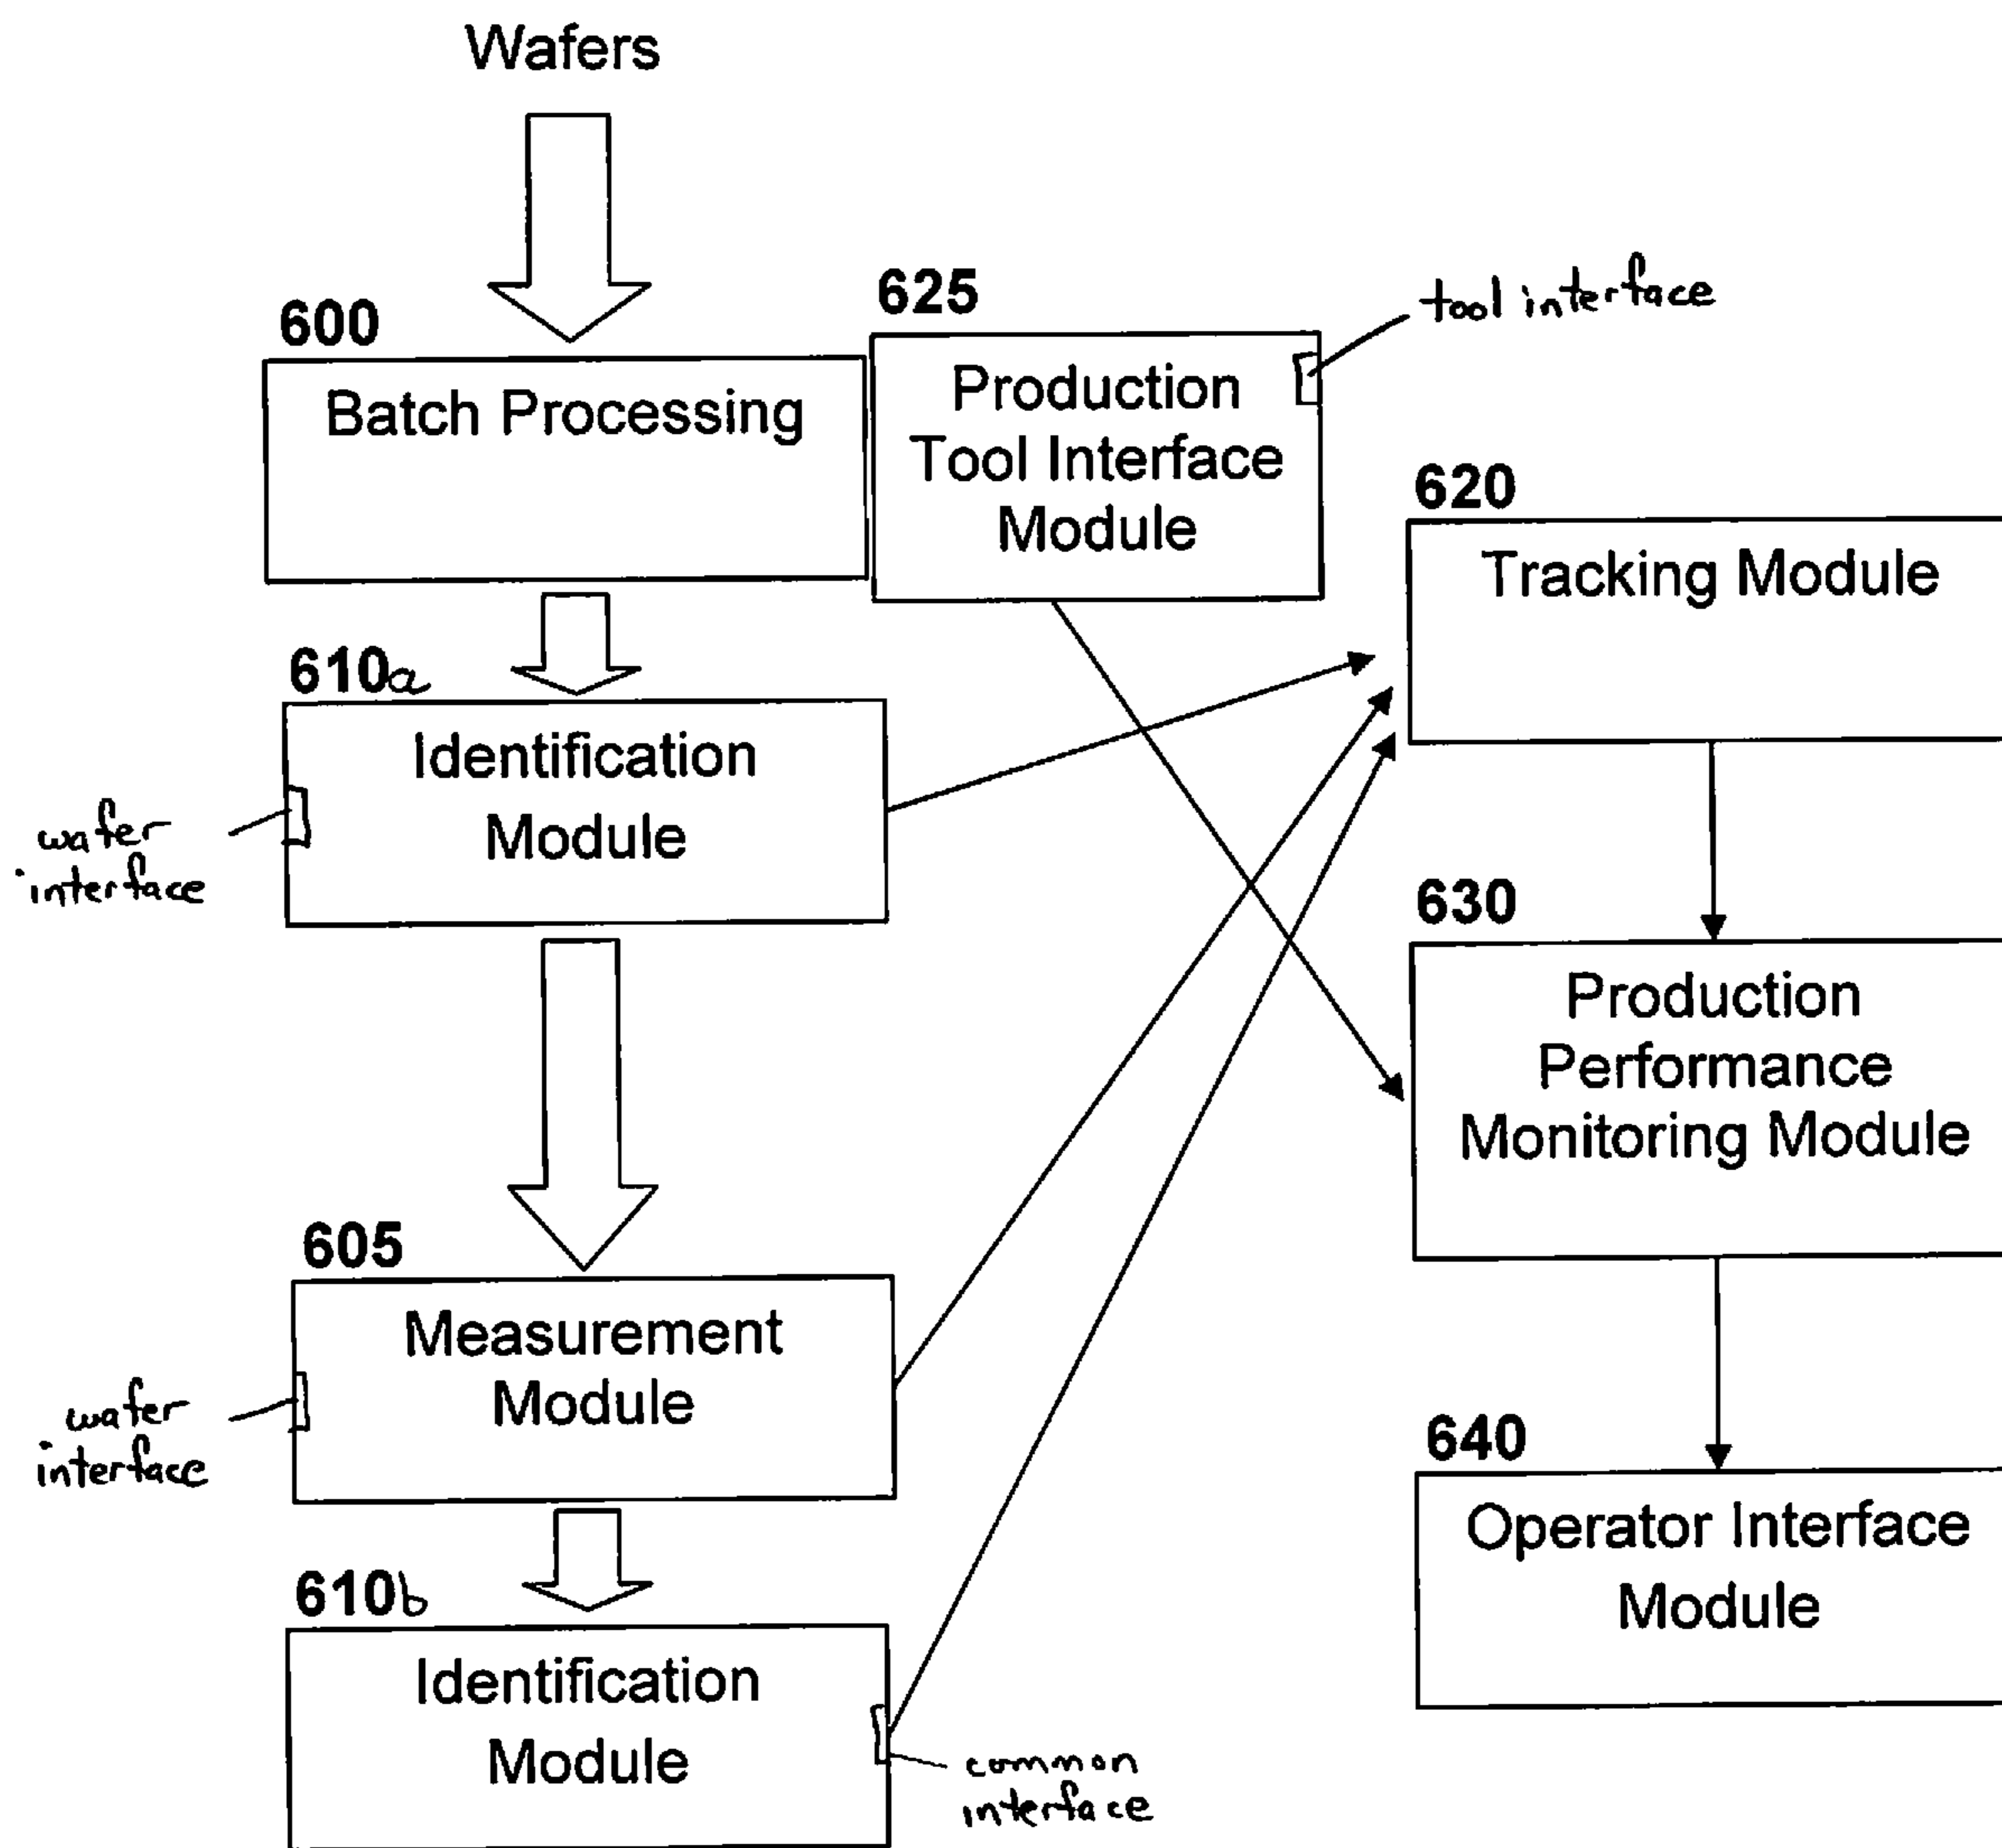 Wafers
600
Batch Processing
625
Production
Tool Interface
Module
tool interface
620
Tracking Module
610a
Identification
Module
wafer
interface
630
Production
Performance
Monitoring Module
605
Measurement
Module
wafer
interface
640
Operator Interface
Module
610b
Identification
Module
common
interface